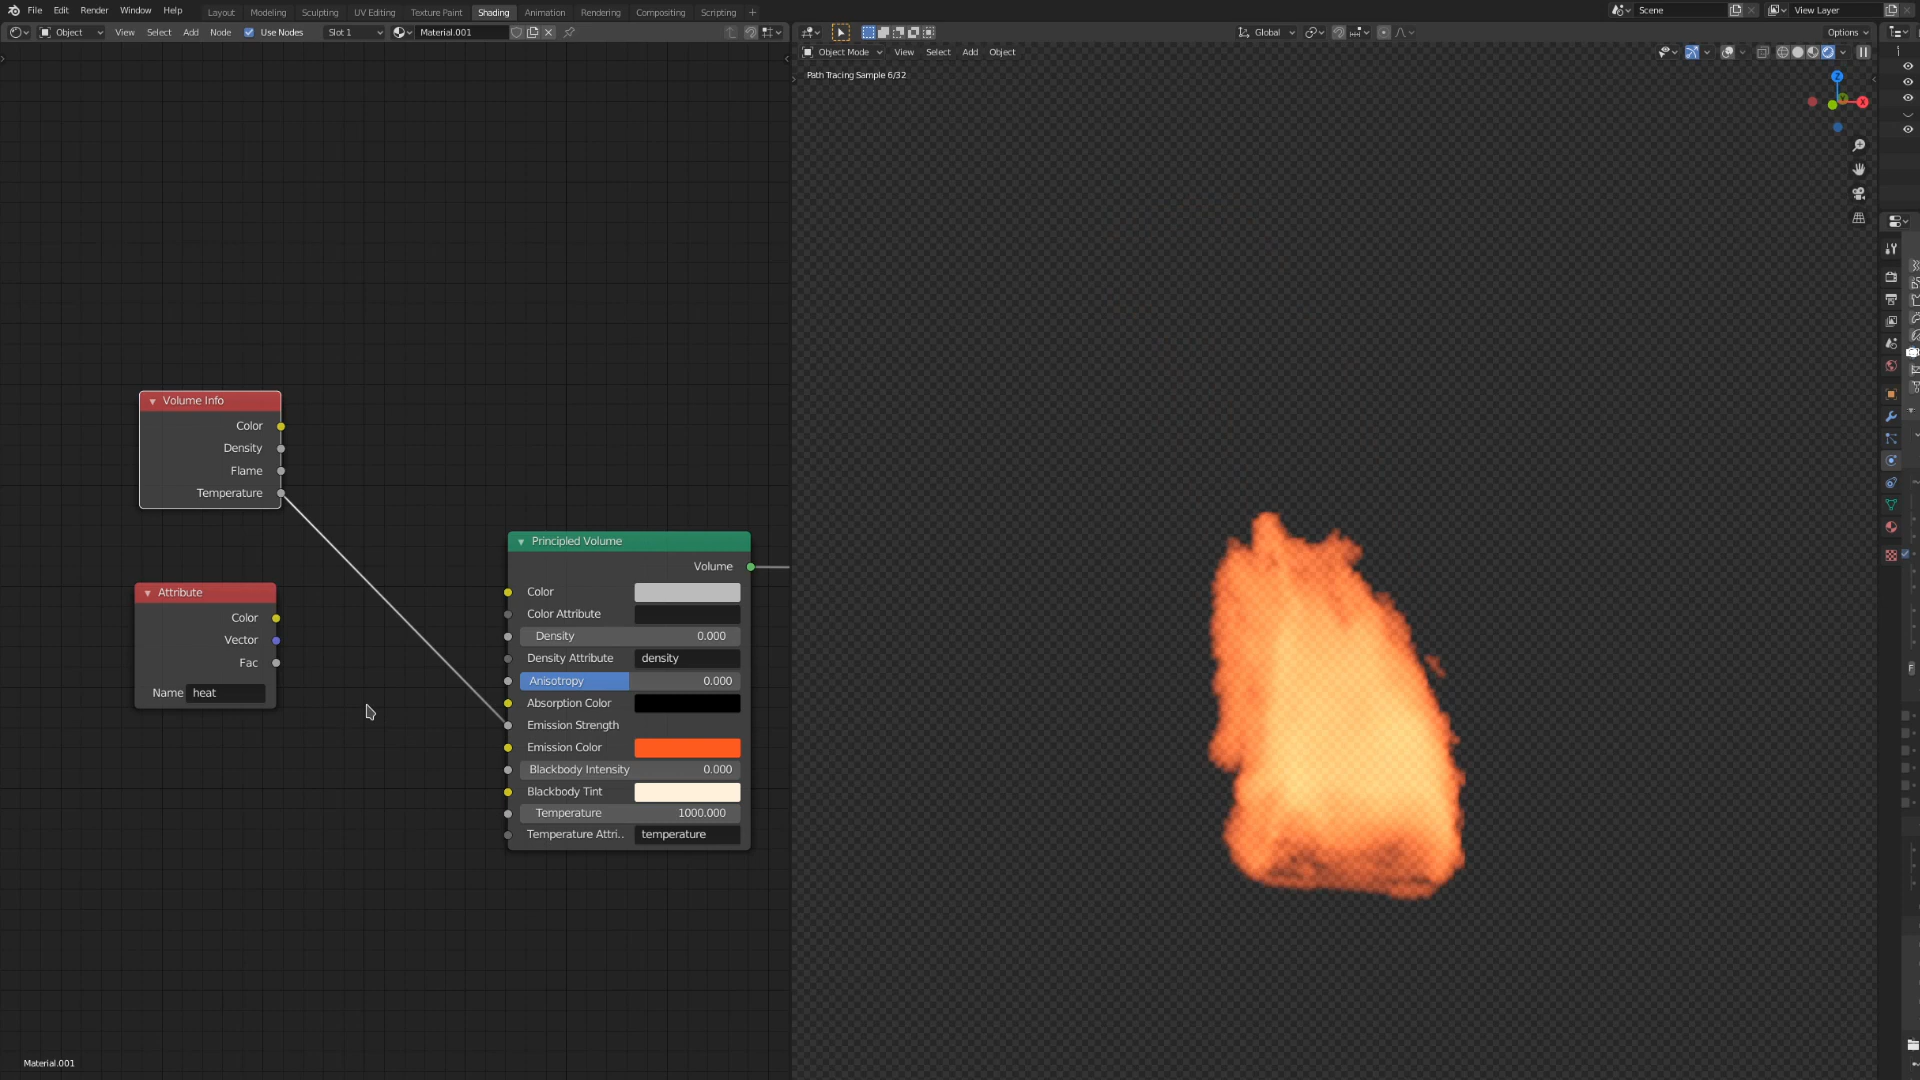 File Edit Render Window Help Layout Modeling Sculpting UV Editing Texture Paint Shading Animation Rendering Compositing Scripting + Scene View Layer
Object View Select Add Node Use Nodes Slot 1 Material.001 Global Options
Object Mode View Select Add Object
Path Tracing Sample 6/32
Z
X
Volume Info
Color
Density
Flame
Temperature
Attribute
Color
Vector
Fac
Name heat
Principled Volume
Volume
Color
Color Attribute
Density 0.000
Density Attribute density
Anisotropy 0.000
Absorption Color
Emission Strength
Emission Color
Blackbody Intensity 0.000
Blackbody Tint
Temperature 1000.000
Temperature Attri.. temperature
Material.001